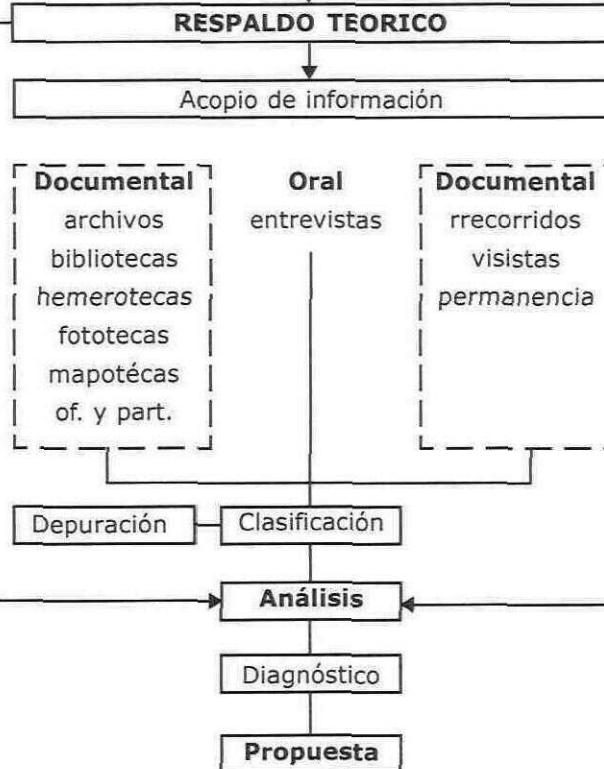 RESPALDO TEORICO
Acopio de información
Documental
archivos
bibliotecas
hemerotecas
fototecas
mapotécas
of. y part.
Oral
entrevistas
Documental
rrecorridos
visistas
permanencia
Depuración
Clasificación
Análisis
Diagnóstico
Propuesta